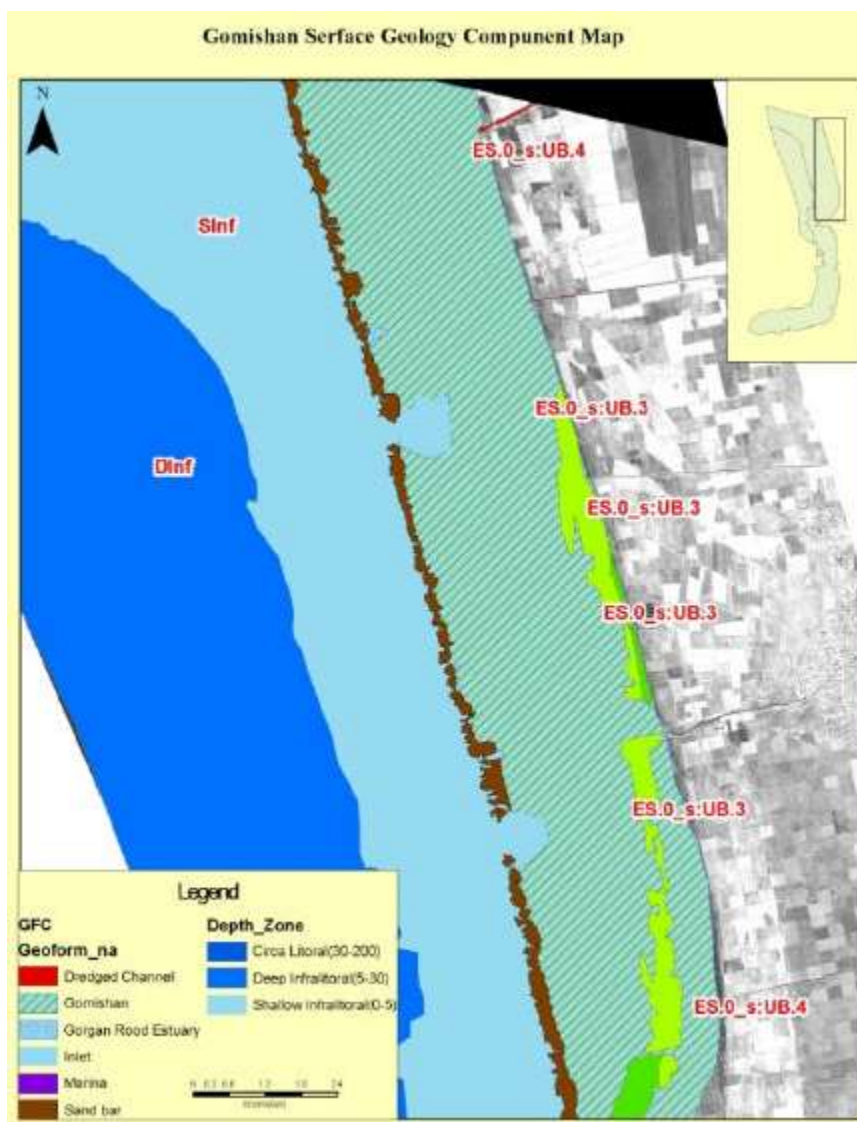 Gomishan Serface Geology Component Map
N
ES.0_s:UB.4
SInf
ES.0_s:UB.3
DInf
ES.0_s:UB.3
ES.0_s:UB.3
ES.0_s:UB.3
ES.0_s:UB.4
Legend
GFC
Geoform_na
Dredged Channel
Gomishan
Gorgan Rood Estuary
Inlet
Marina
Sand bar
Depth_Zone
Circa Litoral(30-200)
Deep Infralitoral(5-30)
Shallow Infralitoral(0-5)